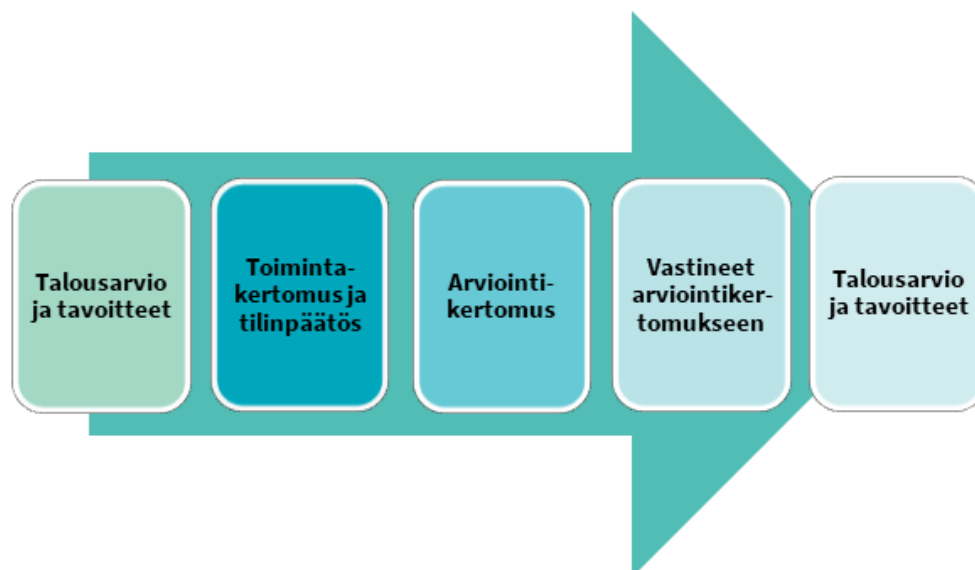 Talousarvio
ja tavoitteet
Toiminta-
kertomus ja
tilinpäätös
Arviointi-
kertomus
Vastineet
arviointiker-
tomukseen
Talousarvio
ja tavoitteet